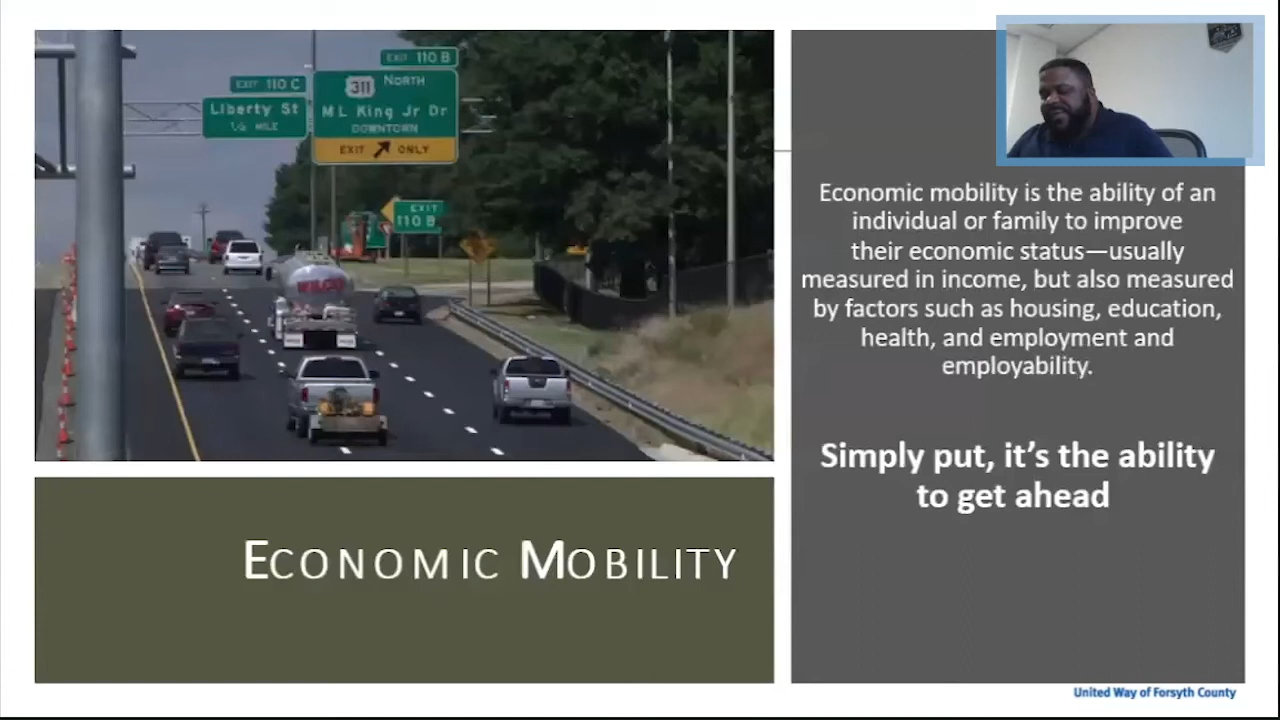 EXIT 110 B
EXIT 110 C
311 NORTH
Liberty St
1/2 MILE
M L King Jr Dr
DOWNTOWN
EXIT ONLY
EXIT
110 B
WILCO
ECONOMIC MOBILITY
Economic mobility is the ability of an
individual or family to improve
their economic status—usually
measured in income, but also measured
by factors such as housing, education,
health, and employment and
employability.
Simply put, it’s the ability
to get ahead
United Way of Forsyth County